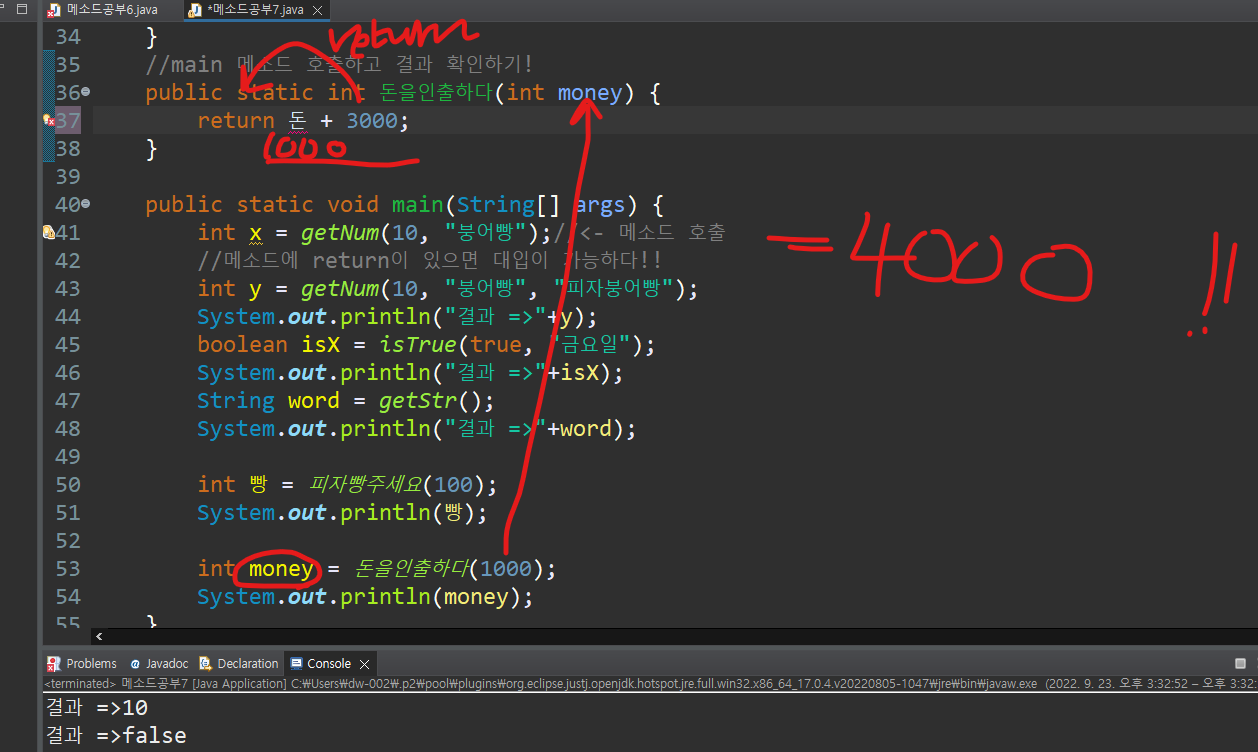 메소드공부6.java
*메소드공부7.java
return
34 }
35 //main 메소드 호출하고 결과 확인하기!
36 public static int 돈을인출하다(int money) {
37 return 돈 + 3000;
1000
38 }
39
40 public static void main(String[] args) {
41 int x = getNum(10, "붕어빵");//<- 메소드 호출
= 4000 !!
42 //메소드에 return이 있으면 대입이 가능하다!!
43 int y = getNum(10, "붕어빵", "피자붕어빵");
44 System.out.println("결과 =>"+y);
45 boolean isX = isTrue(true, "금요일");
46 System.out.println("결과 =>"+isX);
47 String word = getStr();
48 System.out.println("결과 =>"+word);
49
50 int 빵 = 피자빵주세요(100);
51 System.out.println(빵);
52
53 int money = 돈을인출하다(1000);
54 System.out.println(money);
55 }
Problems @ Javadoc Declaration Console
<terminated> 메소드공부7 [Java Application] C:\Users\dw-002\.p2\pool\plugins\org.eclipse.justj.openjdk.hotspot.jre.full.win32.x86_64_17.0.4.v20220805-1047\jre\bin\javaw.exe (2022. 9. 23. 오후 3:32:52 – 오후 3:32:
결과 =>10
결과 =>false